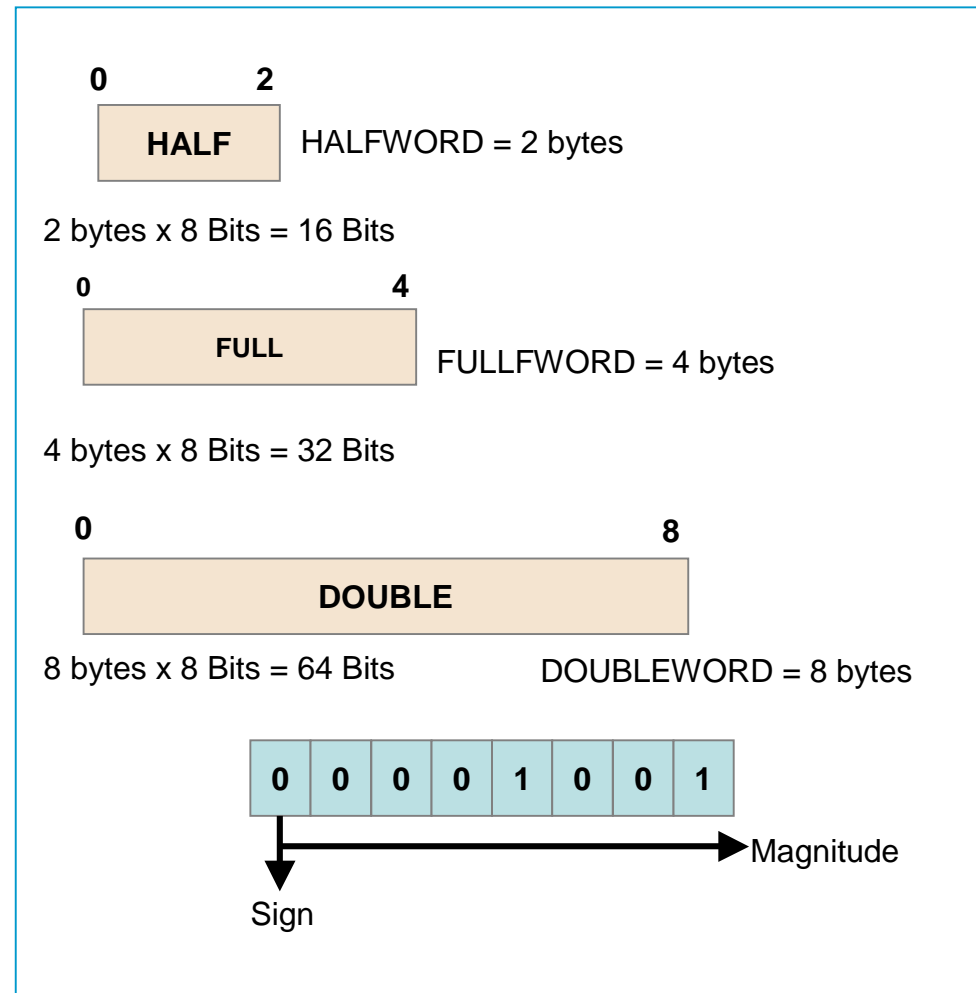 0 2
HALF HALFWORD = 2 bytes
2 bytes x 8 Bits = 16 Bits
0 4
FULL FULLFWORD = 4 bytes
4 bytes x 8 Bits = 32 Bits
0 8
DOUBLE
8 bytes x 8 Bits = 64 Bits DOUBLEWORD = 8 bytes
0 0 0 0 1 0 0 1
Magnitude
Sign